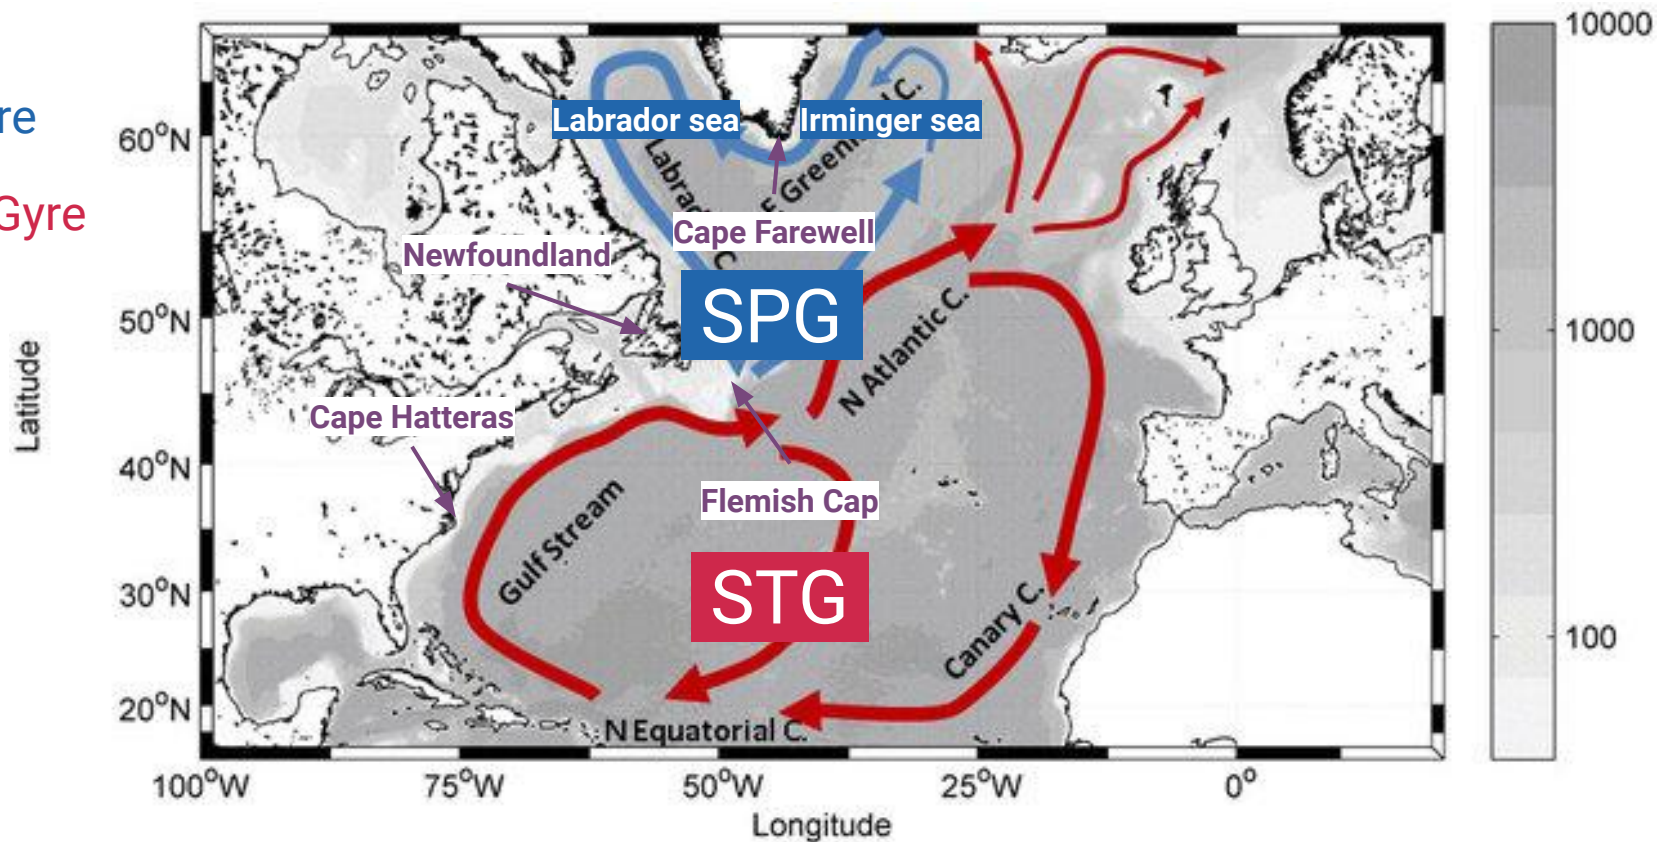 re
Gyre
Labrador sea
Irminger sea
Cape Farewell
Newfoundland
SPG
N Atlantic C.
Cape Hatteras
Flemish Cap
Gulf Stream
STG
Canary C.
N Equatorial C.
60°N
50°N
40°N
30°N
20°N
Latitude
100°W
75°W
50°W
25°W
0°
Longitude
10000
1000
100